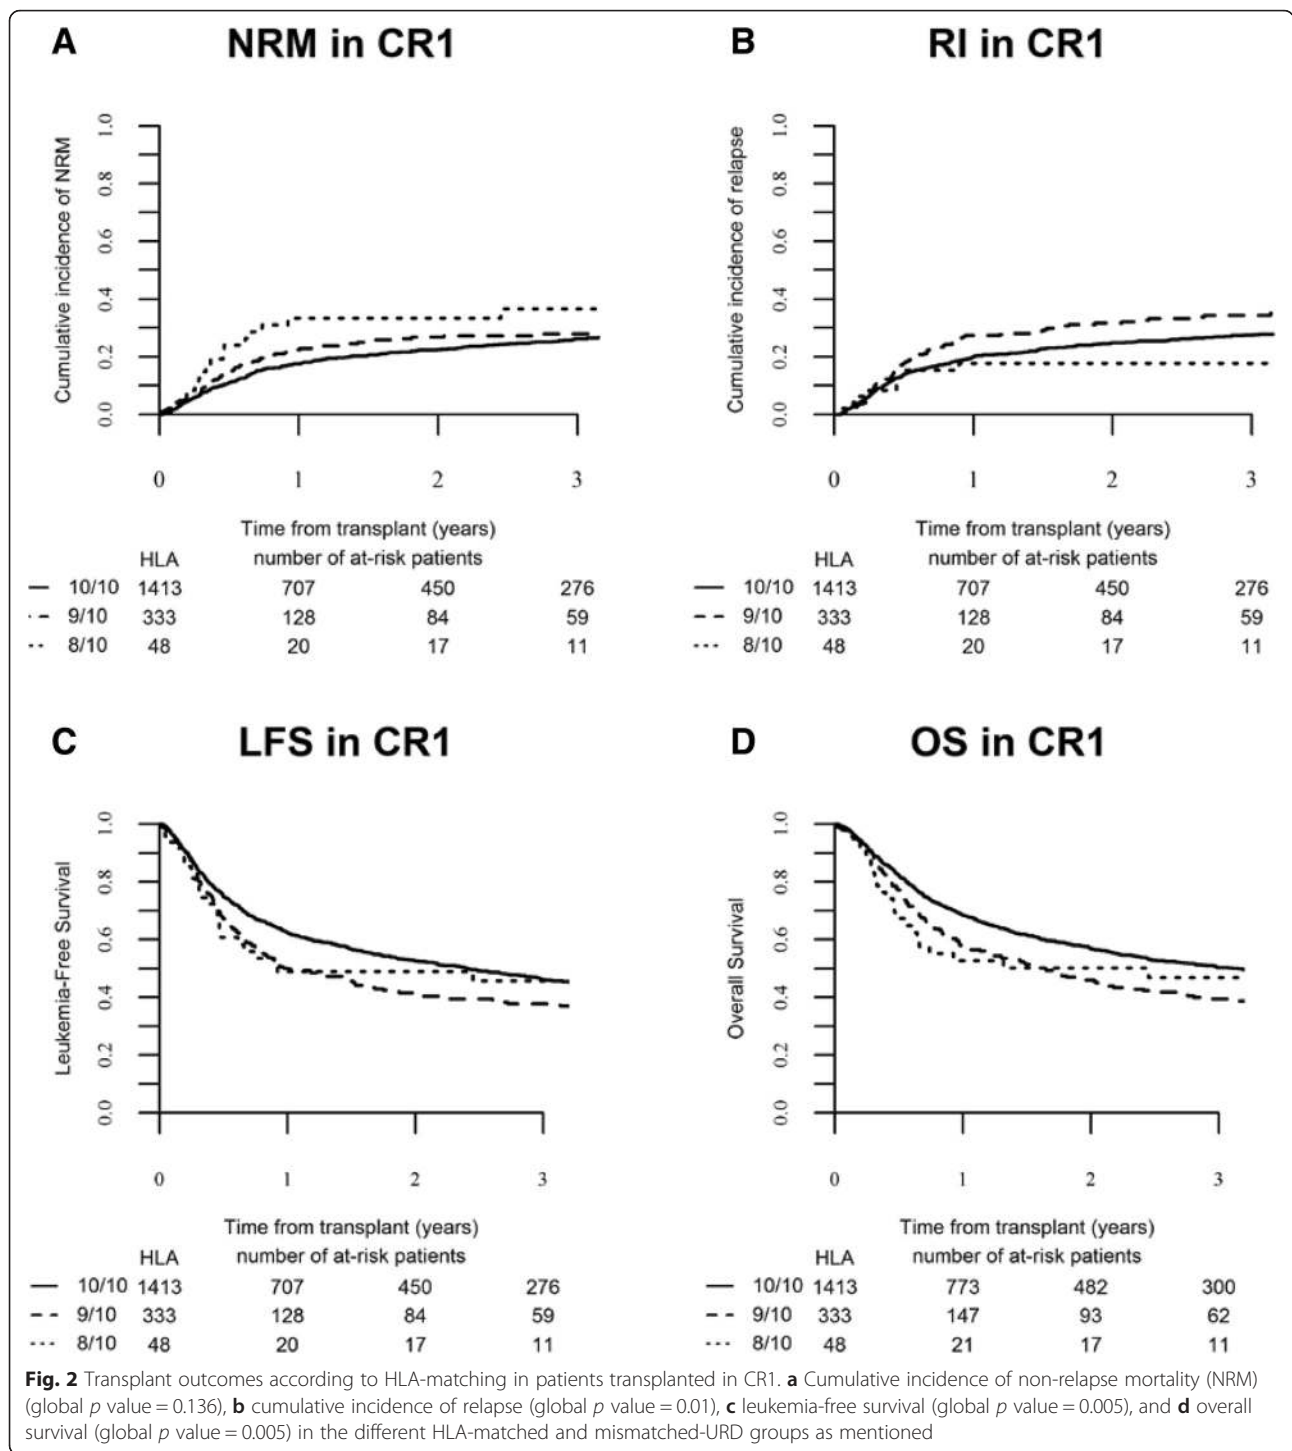 A NRM in CR1
Cumulative incidence of NRM
1.0
0.8
0.6
0.4
0.2
0.0
0 1 2 3
Time from transplant (years)
HLA number of at-risk patients
10/10 1413 707 450 276
9/10 333 128 84 59
8/10 48 20 17 11
B RI in CR1
Cumulative incidence of relapse
1.0
0.8
0.6
0.4
0.2
0.0
0 1 2 3
Time from transplant (years)
HLA number of at-risk patients
10/10 1413 707 450 276
9/10 333 128 84 59
8/10 48 20 17 11
C LFS in CR1
Leukemia-Free Survival
1.0
0.8
0.6
0.4
0.2
0.0
0 1 2 3
Time from transplant (years)
HLA number of at-risk patients
10/10 1413 707 450 276
9/10 333 128 84 59
8/10 48 20 17 11
D OS in CR1
Overall Survival
1.0
0.8
0.6
0.4
0.2
0.0
0 1 2 3
Time from transplant (years)
HLA number of at-risk patients
10/10 1413 773 482 300
9/10 333 147 93 62
8/10 48 21 17 11
Fig. 2 Transplant outcomes according to HLA-matching in patients transplanted in CR1. a Cumulative incidence of non-relapse mortality (NRM)
(global p value = 0.136), b cumulative incidence of relapse (global p value = 0.01), c leukemia-free survival (global p value = 0.005), and d overall
survival (global p value = 0.005) in the different HLA-matched and mismatched-URD groups as mentioned